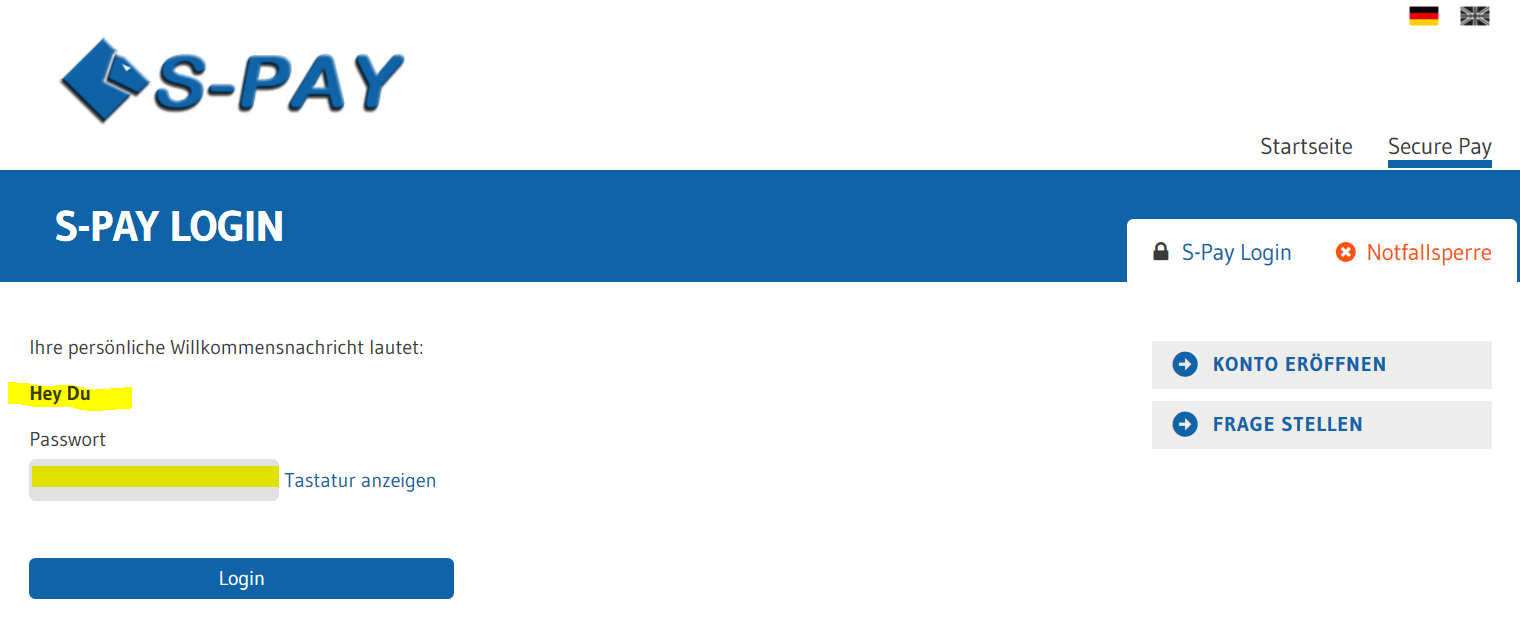 S-PAY
Startseite
Secure Pay
S-PAY LOGIN
S-Pay Login
Notfallsperre
Ihre persönliche Willkommensnachricht lautet:
Hey Du
Passwort
Tastatur anzeigen
Login
KONTO ERÖFFNEN
FRAGE STELLEN